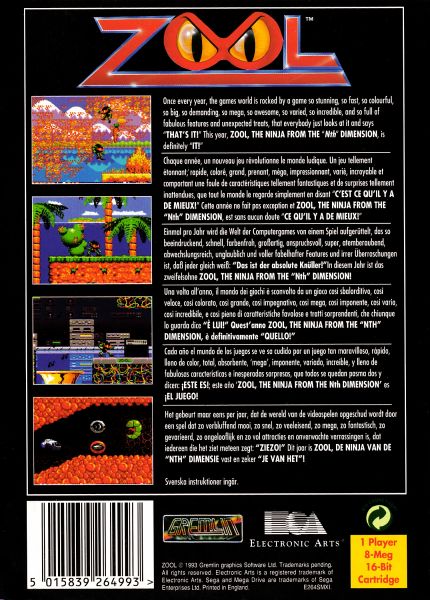 ZOOL™
Once every year, the games world is rocked by a game so stunning, so fast, so colourful,
so big, so demanding, so mega, so awesome, so varied, so incredible, and so full of
fabulous features and unexpected treats, that everybody just looks at it and says
"THAT'S IT!" This year, ZOOL, THE NINJA FROM THE "Nth" DIMENSION, is
definitely "IT!"
Chaque année, un nouveau jeu révolutionne le monde ludique. Un jeu tellement
étonnant, rapide, coloré, grand, prenant, méga, impressionnant, varié, incroyable et
comportant une foule de caractéristiques tellement fantastiques et de surprises tellement
inattendues, que tout le monde le regarde simplement en disant "C'EST CE QU'IL Y A
DE MIEUX!" Cette année ne fait pas exception et ZOOL, THE NINJA FROM THE
"Nth" DIMENSION, est sans aucun doute "CE QU'IL Y A DE MIEUX!"
Einmal pro Jahr wird die Welt der Computergames von einem Spiel aufgerüttelt, das so
beeindruckend, schnell, farbenfroh, großartig, anspruchsvoll, super, atemberaubend,
abwechslungsreich, unglaublich und voller fabelhafter Features und irrer Überraschungen
ist, daß jeder gleich weiß: "Das ist der absolute Knüller!" In diesem Jahr ist das
zweifelsohne ZOOL, THE NINJA FROM THE "Nth" DIMENSION!
Una volta all'anno, il mondo dei giochi è sconvolto da un gioco così sbalorditivo, così
veloce, così colorato, così grande, così impegnativo, così mega, così imponente, così vario,
così incredibile, e così pieno di caratteristiche favolose e tratti sorprendenti, che chiunque
lo guarda dice "È LUI!" Quest'anno ZOOL, THE NINJA FROM THE "NTH"
DIMENSION, è definitivamente "QUELLO!"
Cada año el mundo de los juegos se ve sacudido por un juego tan maravilloso, rápido,
lleno de color, total, absorbente, 'mega', imponente, variado, increíble, y lleno de
fabulosas características e inesperadas sorpresas, que todos se quedan pasmados y
dicen: ¡ESTE ES!; este año 'ZOOL, THE NINJA FROM THE Nth DIMENSION' es
¡EL JUEGO!
Het gebeurt maar eens per jaar, dat de wereld van de videospelen opgeschud wordt door
een spel dat zo verbluffend mooi, zo snel, zo veeleisend, zo mega, zo fantastisch, zo
gevarieerd, zo ongelooflijk en zo vol attracties en onverwachte verrassingen is, dat
iedereen die het ziet meteen zegt: "ZIEZO!" Dit jaar is ZOOL, DE NINJA VAN DE
"NTH" DIMENSIE vast en zeker "JE VAN HET"!
Svenska instruktioner ingår.
GREMLIN
ELECTRONIC ARTS®
1 Player
8-Meg
16-Bit
Cartridge
ZOOL © 1993 Gremlin graphics Software Ltd. Trademarks pending.
All rights reserved. Electronic Arts is a registered trademark of
Electronic Arts. Sega and Mega Drive are trademarks of Sega
Enterprises Ltd. Printed in England. E264SMXL
5 015839 264993 >